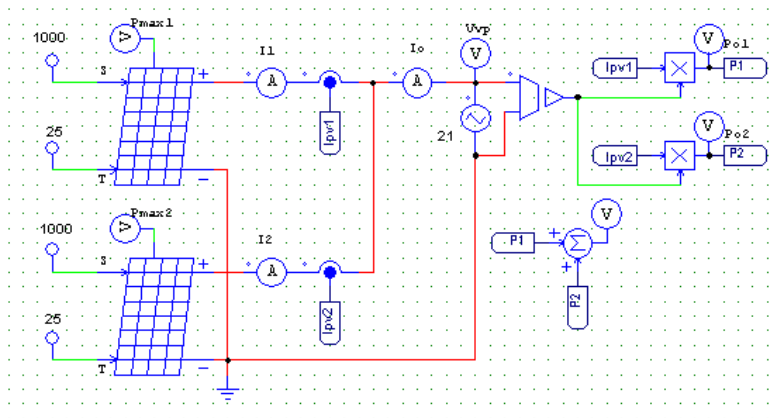 Pmax1
1000
V
I1
Io
Vvp
V
V
Po1
S
+
A
A
Ipv1
P1
Ipv1
25
21
V
Po2
T
−
Ipv2
P2
Pmax2
V
1000
I2
V
P1
+
Σ
S
+
A
+
Ipv2
P2
25
T
−